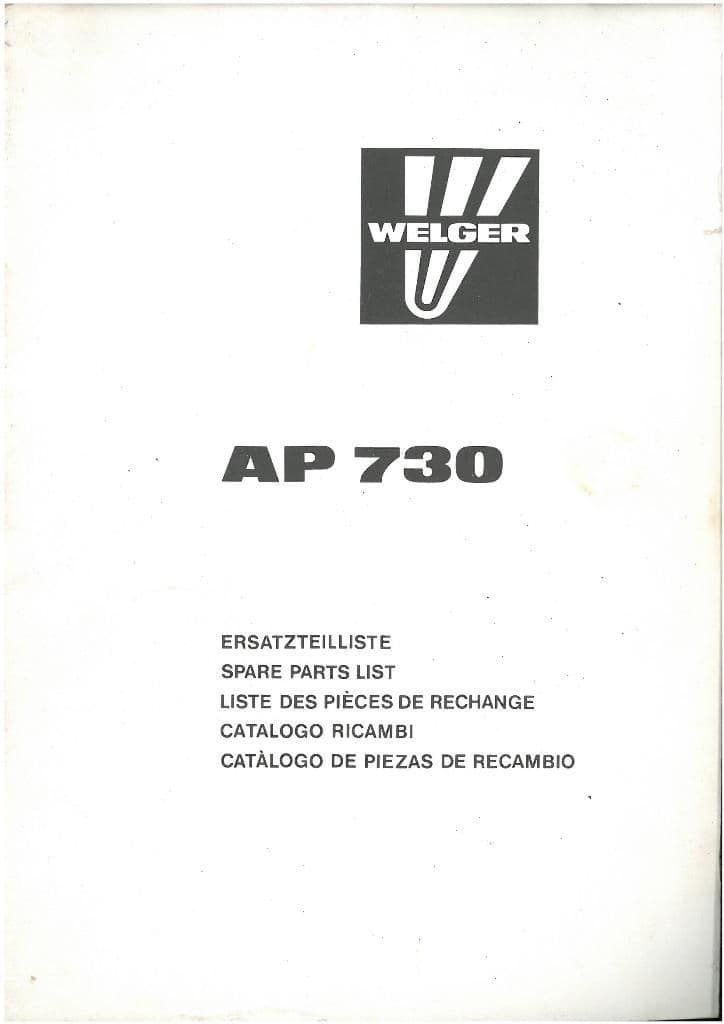 WELGER
AP 730
ERSATZTEILLISTE
SPARE PARTS LIST
LISTE DES PIÈCES DE RECHANGE
CATALOGO RICAMBI
CATÀLOGO DE PIEZAS DE RECAMBIO